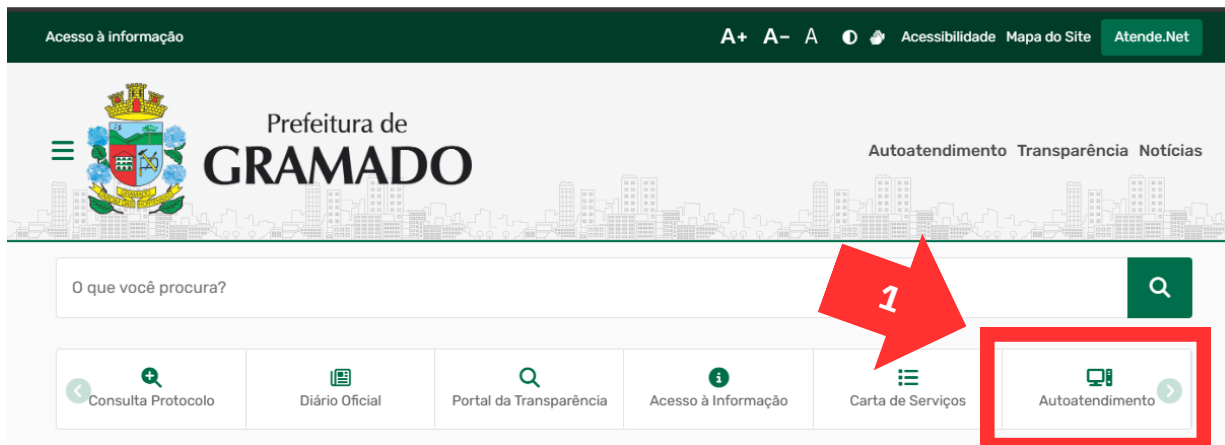 Acesso à informação
A+ A- A Acessibilidade Mapa do Site Atende.Net
Prefeitura de
GRAMADO
Autoatendimento Transparência Notícias
O que você procura?
1
Consulta Protocolo
Diário Oficial
Portal da Transparência
Acesso à Informação
Carta de Serviços
Autoatendimento